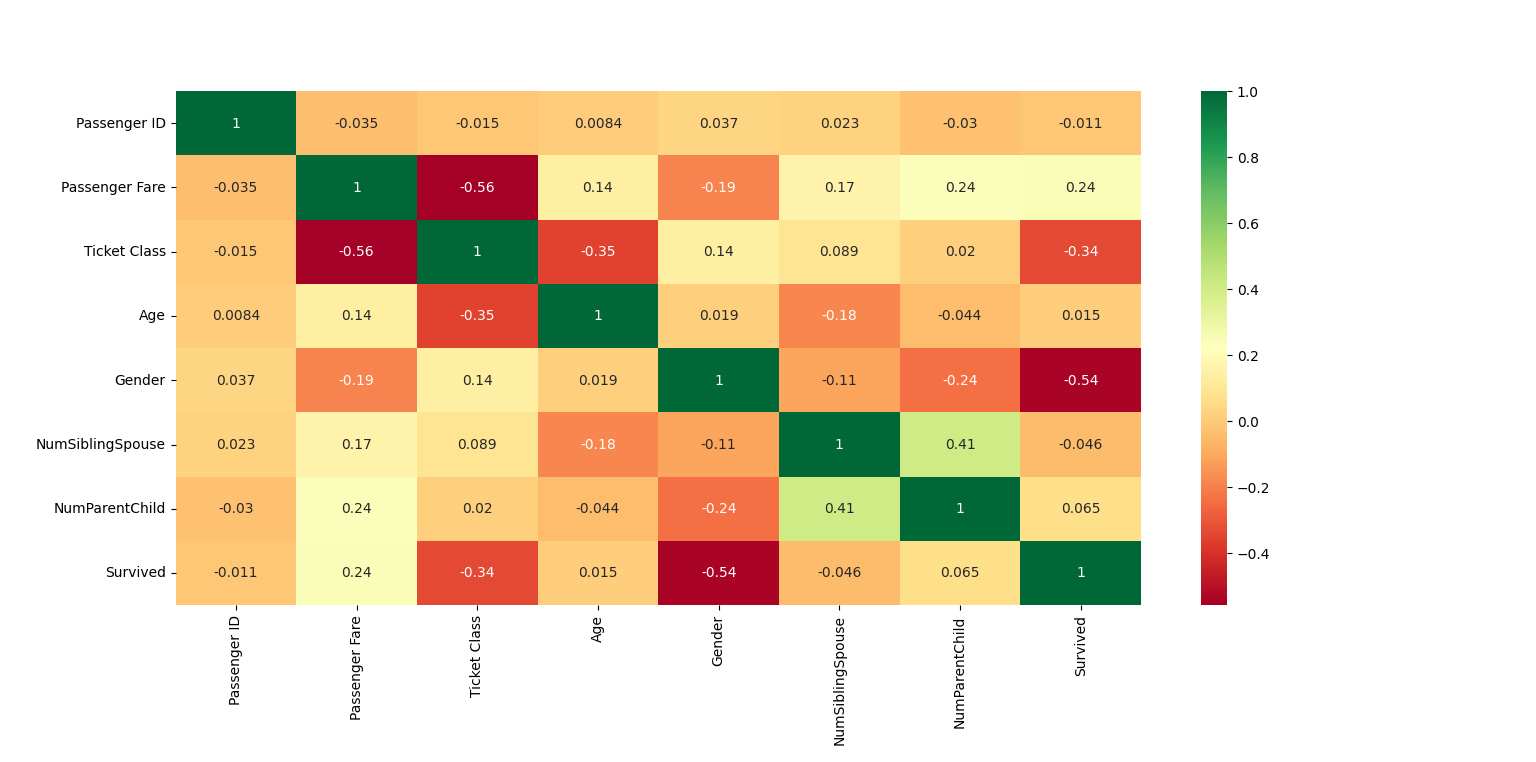 Passenger ID 1 -0.035 -0.015 0.0084 0.037 0.023 -0.03 -0.011
Passenger Fare -0.035 1 -0.56 0.14 -0.19 0.17 0.24 0.24
Ticket Class -0.015 -0.56 1 -0.35 0.14 0.089 0.02 -0.34
Age 0.0084 0.14 -0.35 1 0.019 -0.18 -0.044 0.015
Gender 0.037 -0.19 0.14 0.019 1 -0.11 -0.24 -0.54
NumSiblingSpouse 0.023 0.17 0.089 -0.18 -0.11 1 0.41 -0.046
NumParentChild -0.03 0.24 0.02 -0.044 -0.24 0.41 1 0.065
Survived -0.011 0.24 -0.34 0.015 -0.54 -0.046 0.065 1
Passenger ID
Passenger Fare
Ticket Class
Age
Gender
NumSiblingSpouse
NumParentChild
Survived
1.0
0.8
0.6
0.4
0.2
0.0
−0.2
−0.4